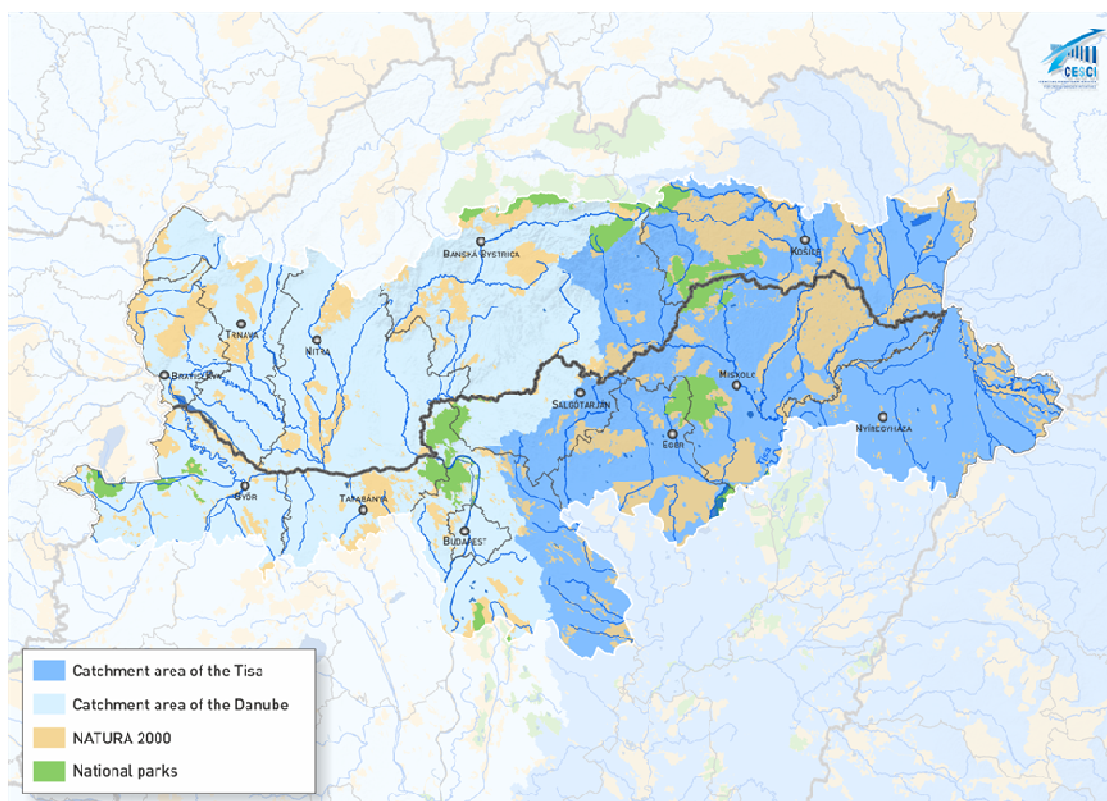 CESCI
Banská Bystrica
Košice
Trnava
Nitra
Bratislava
Miskolc
Salgótarján
Nyíregyháza
Eger
Győr
Tatabánya
Budapest
Catchment area of the Tisa
Catchment area of the Danube
NATURA 2000
National parks